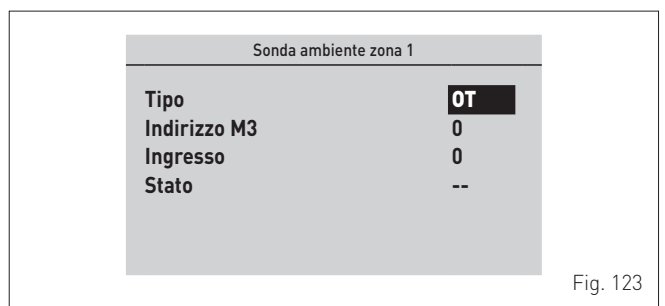 Sonda ambiente zona 1
Tipo OT
Indirizzo M3 0
Ingresso 0
Stato --
Fig. 123